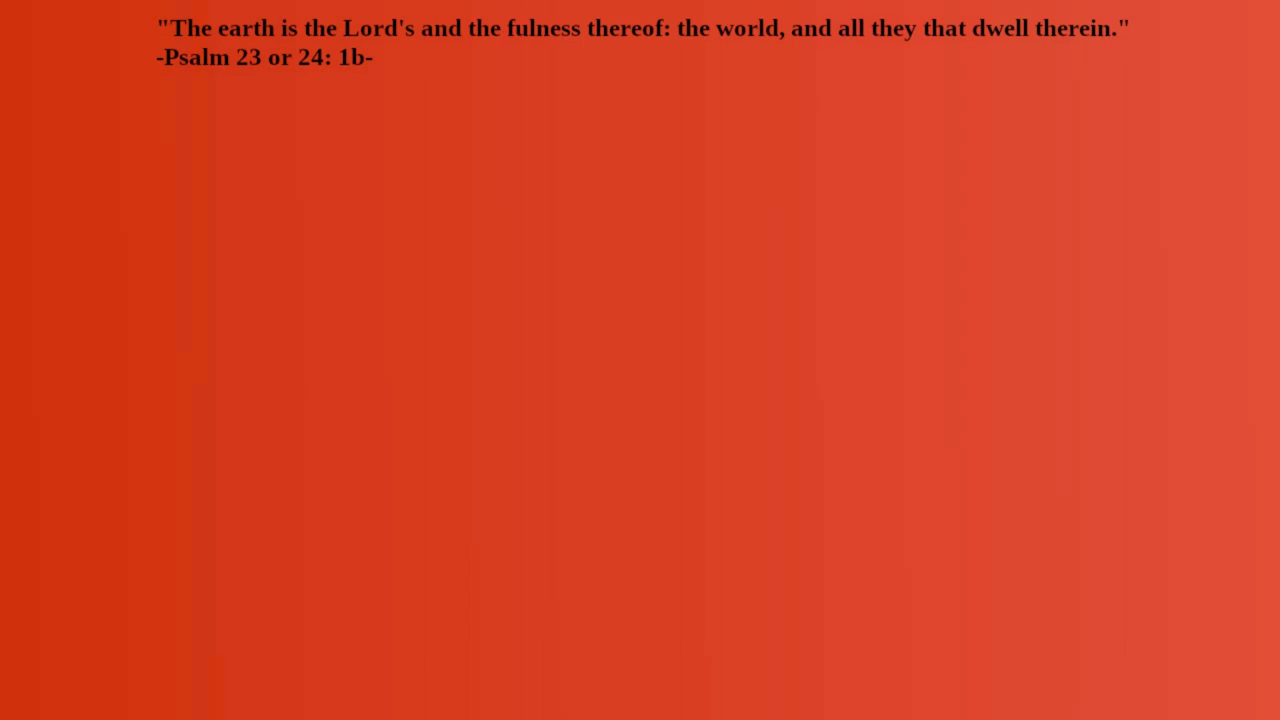 "The earth is the Lord's and the fulness thereof: the world, and all they that dwell therein."
-Psalm 23 or 24: 1b-